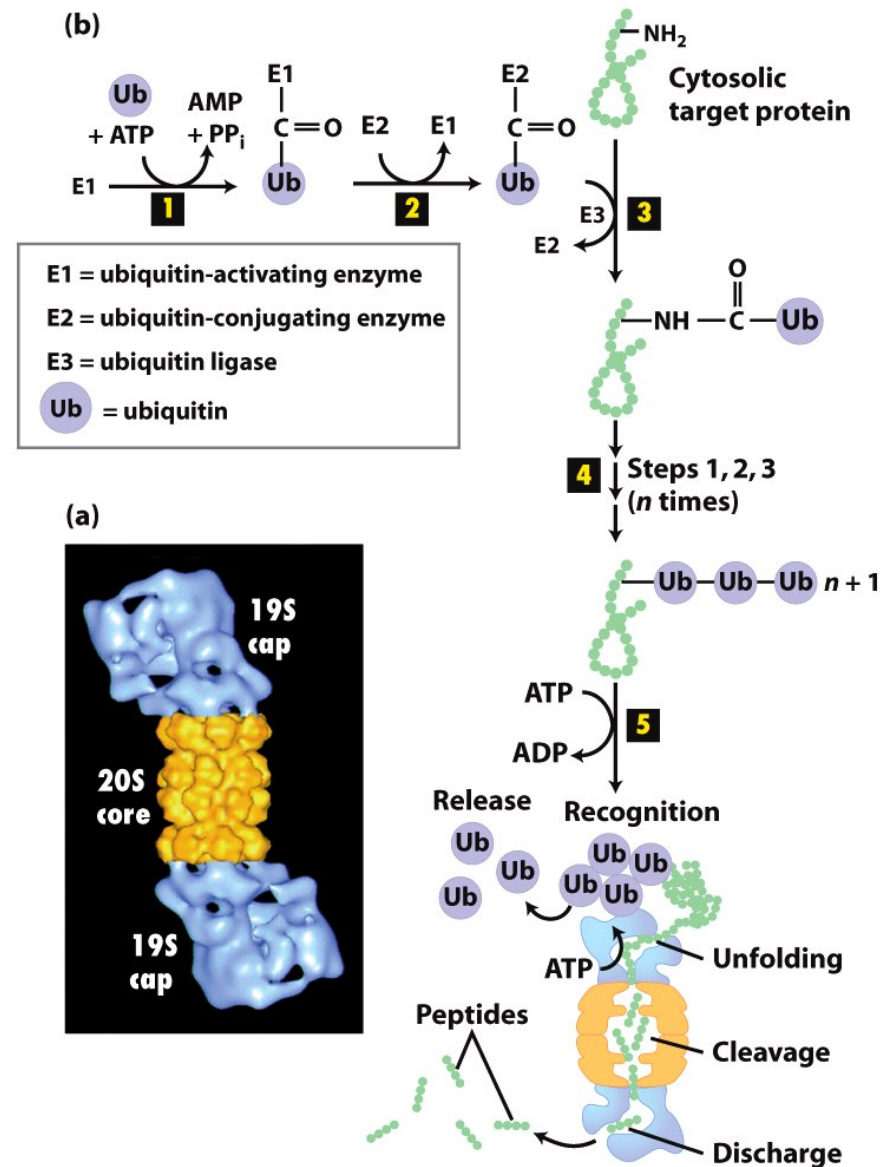 (b)
Ub
+ ATP
AMP
+ PPi
E1
1
E1
C=O
Ub
E2
E1
2
E2
C=O
Ub
NH2
Cytosolic
target protein
E3
E2
3
E1 = ubiquitin-activating enzyme
E2 = ubiquitin-conjugating enzyme
E3 = ubiquitin ligase
Ub = ubiquitin
O
NH — C — Ub
4
Steps 1, 2, 3
(n times)
Ub — Ub — Ub n + 1
ATP
ADP
5
(a)
19S
cap
20S
core
19S
cap
Release
Ub
Ub
Ub
Recognition
Ub
Ub
Ub
Ub
ATP
Unfolding
Peptides
Cleavage
Discharge